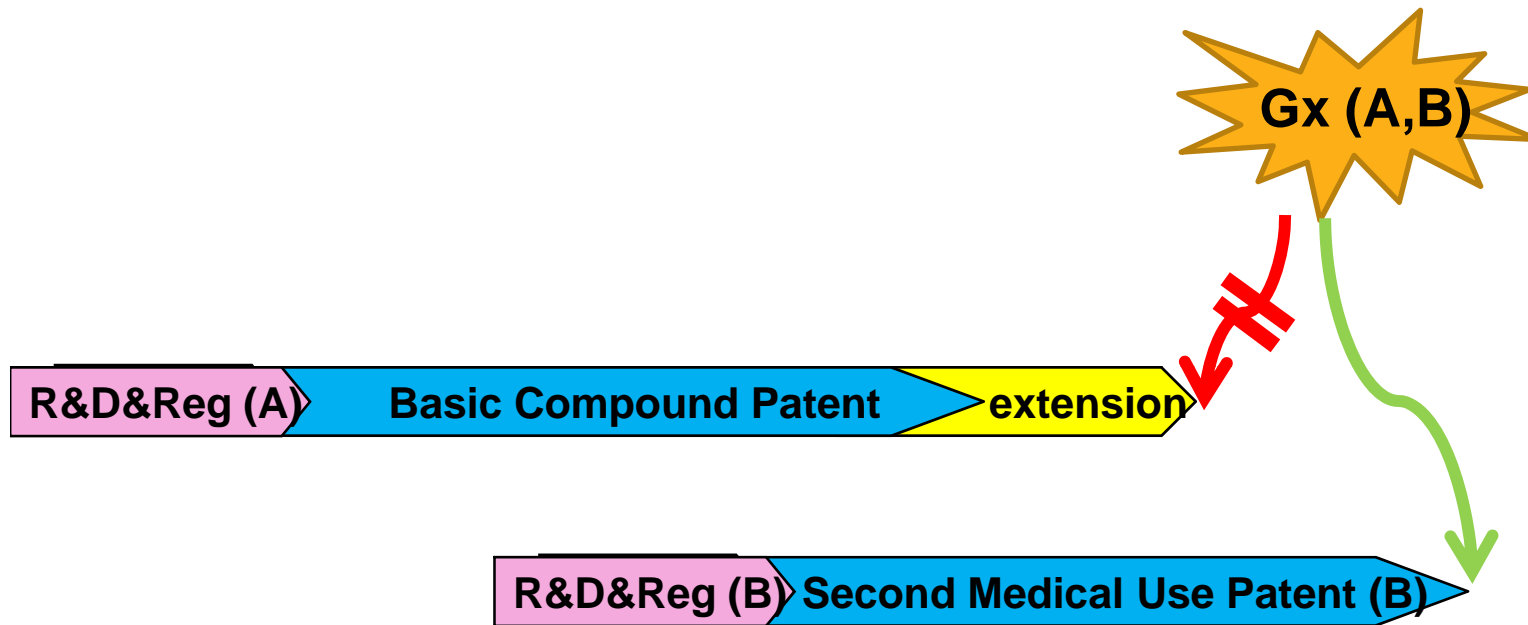 Gx (A,B)
R&D&Reg (A)
Basic Compound Patent
extension
R&D&Reg (B)
Second Medical Use Patent (B)